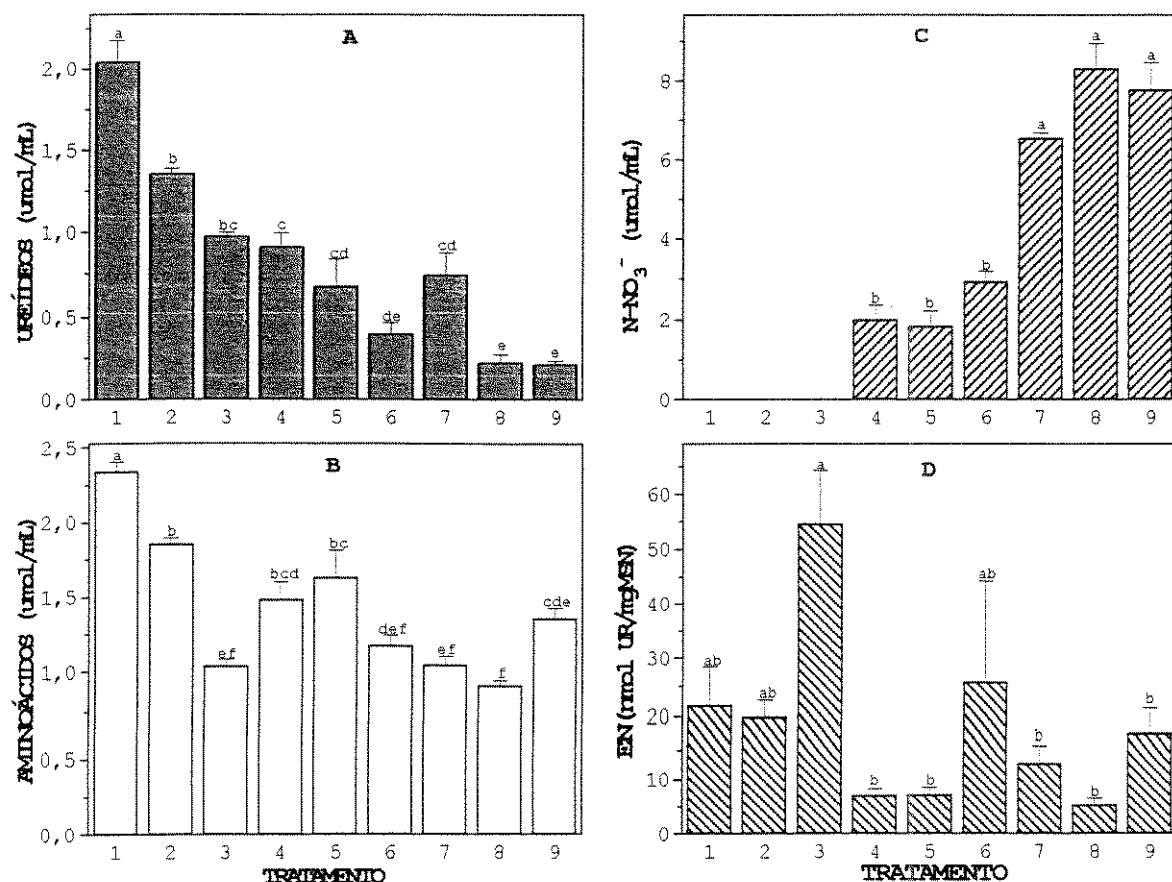 A
UREÍDEOS (umol/mL)
2,0
1,5
1,0
0,5
0,0
a
b
bc
c
cd
de
cd
e
e
1 2 3 4 5 6 7 8 9
C
N-NO3- (umol/mL)
8
6
4
2
0
b
b
b
a
a
a
1 2 3 4 5 6 7 8 9
B
AMINOÁCIDOS (umol/mL)
2,5
2,0
1,5
1,0
0,5
0,0
a
b
ef
bcd
bc
def
ef
f
cde
1 2 3 4 5 6 7 8 9
TRATAMENTO
D
EN(nmol UR/mgMSN)
60
50
40
30
20
10
0
ab
ab
a
b
b
ab
b
b
b
1 2 3 4 5 6 7 8 9
TRATAMENTO